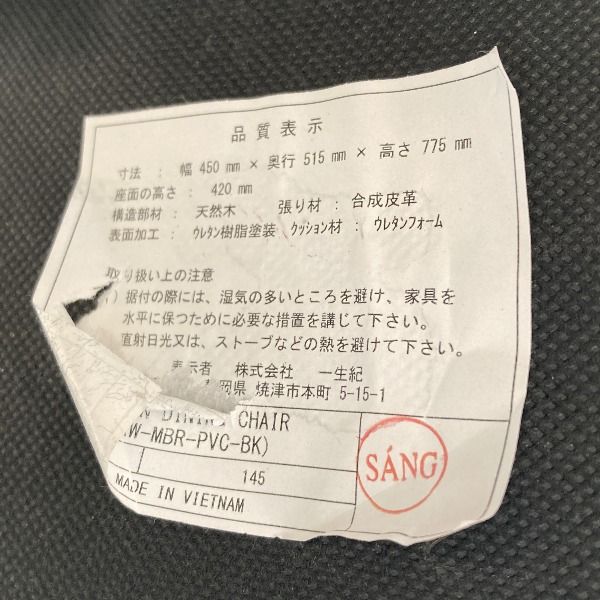 品質表示
寸法 : 幅 450 mm × 奥行 515 mm × 高さ 775 mm
座面の高さ : 420 mm
構造部材 : 天然木 張り材 : 合成皮革
表面加工 : ウレタン樹脂塗装 クッション材 : ウレタンフォーム
取り扱い上の注意
) 据付の際には、湿気の多いところを避け、家具を
水平に保つために必要な措置を講じて下さい。
直射日光又は、ストーブなどの熱を避けて下さい。
表示者 株式会社 一生紀
岡県 焼津市本町 5-15-1
DINING CHAIR
W-MBR-PVC-BK)
145
SÁNG
MADE IN VIETNAM